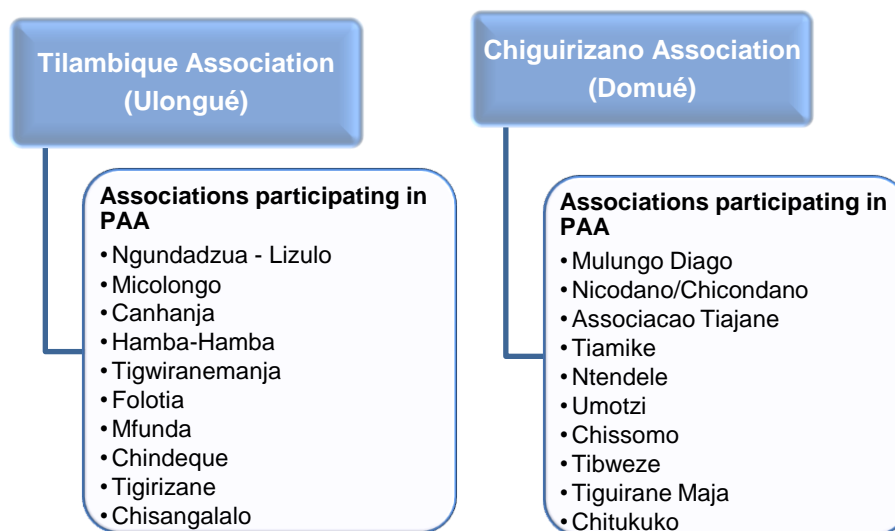 Tilambique Association
(Ulongué)
Associations participating in
PAA
• Ngundadzua - Lizulo
• Micolongo
• Canhanja
• Hamba-Hamba
• Tigwiranemanja
• Folotia
• Mfunda
• Chindeque
• Tigirizane
• Chisangalalo
Chiguirizano Association
(Domué)
Associations participating in
PAA
• Mulungo Diago
• Nicodano/Chicondano
• Associacao Tiajane
• Tiamike
• Ntendele
• Umotzi
• Chissomo
• Tibweze
• Tiguirane Maja
• Chitukuko